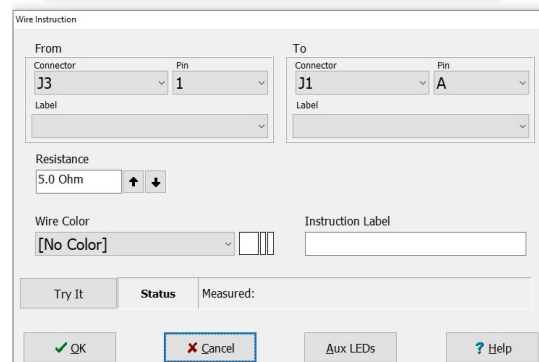 Wire Instruction
From To
Connector Pin Connector Pin
J3 1 J1 A
Label Label
Resistance
5.0 Ohm
Wire Color Instruction Label
[No Color]
Try It Status Measured:
OK Cancel Aux LEDs Help